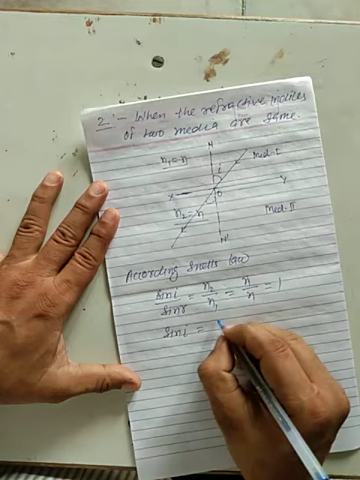 2:- When the refractive indices
of two media are same.
N
n₁=n
Med-I
i
X
Y
O
n₂=n
Med-II
r
N'
According Snells law
sini/sinr = n₂/n₁ = n/n = 1
sini =